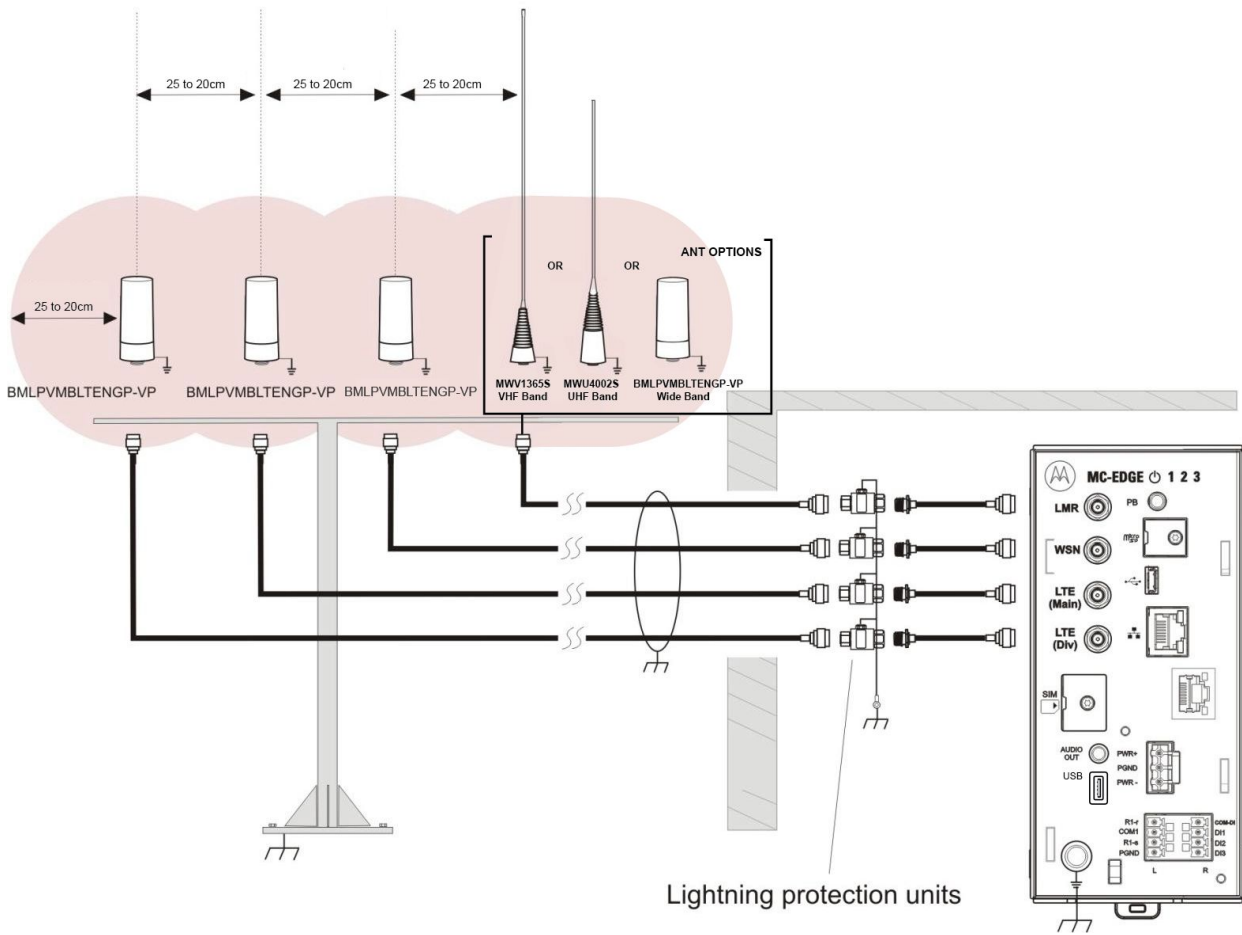 25 to 20cm
25 to 20cm
25 to 20cm
ANT OPTIONS
OR
OR
25 to 20cm
BMLPVMBLTENGP-VP
BMLPVMBLTENGP-VP
BMLPVMBLTENGP-VP
MWV1365S
VHF Band
MWU4002S
UHF Band
BMLPVMBLTENGP-VP
Wide Band
MC-EDGE
1 2 3
LMR
PB
WSN
micro
LTE
(Main)
LTE
(Div)
SIM
AUDIO
OUT
PWR+
PGND
PWR -
USB
R1-r
COM1
R1-s
PGND
COM-DI
DI1
DI2
DI3
L
R
Lightning protection units